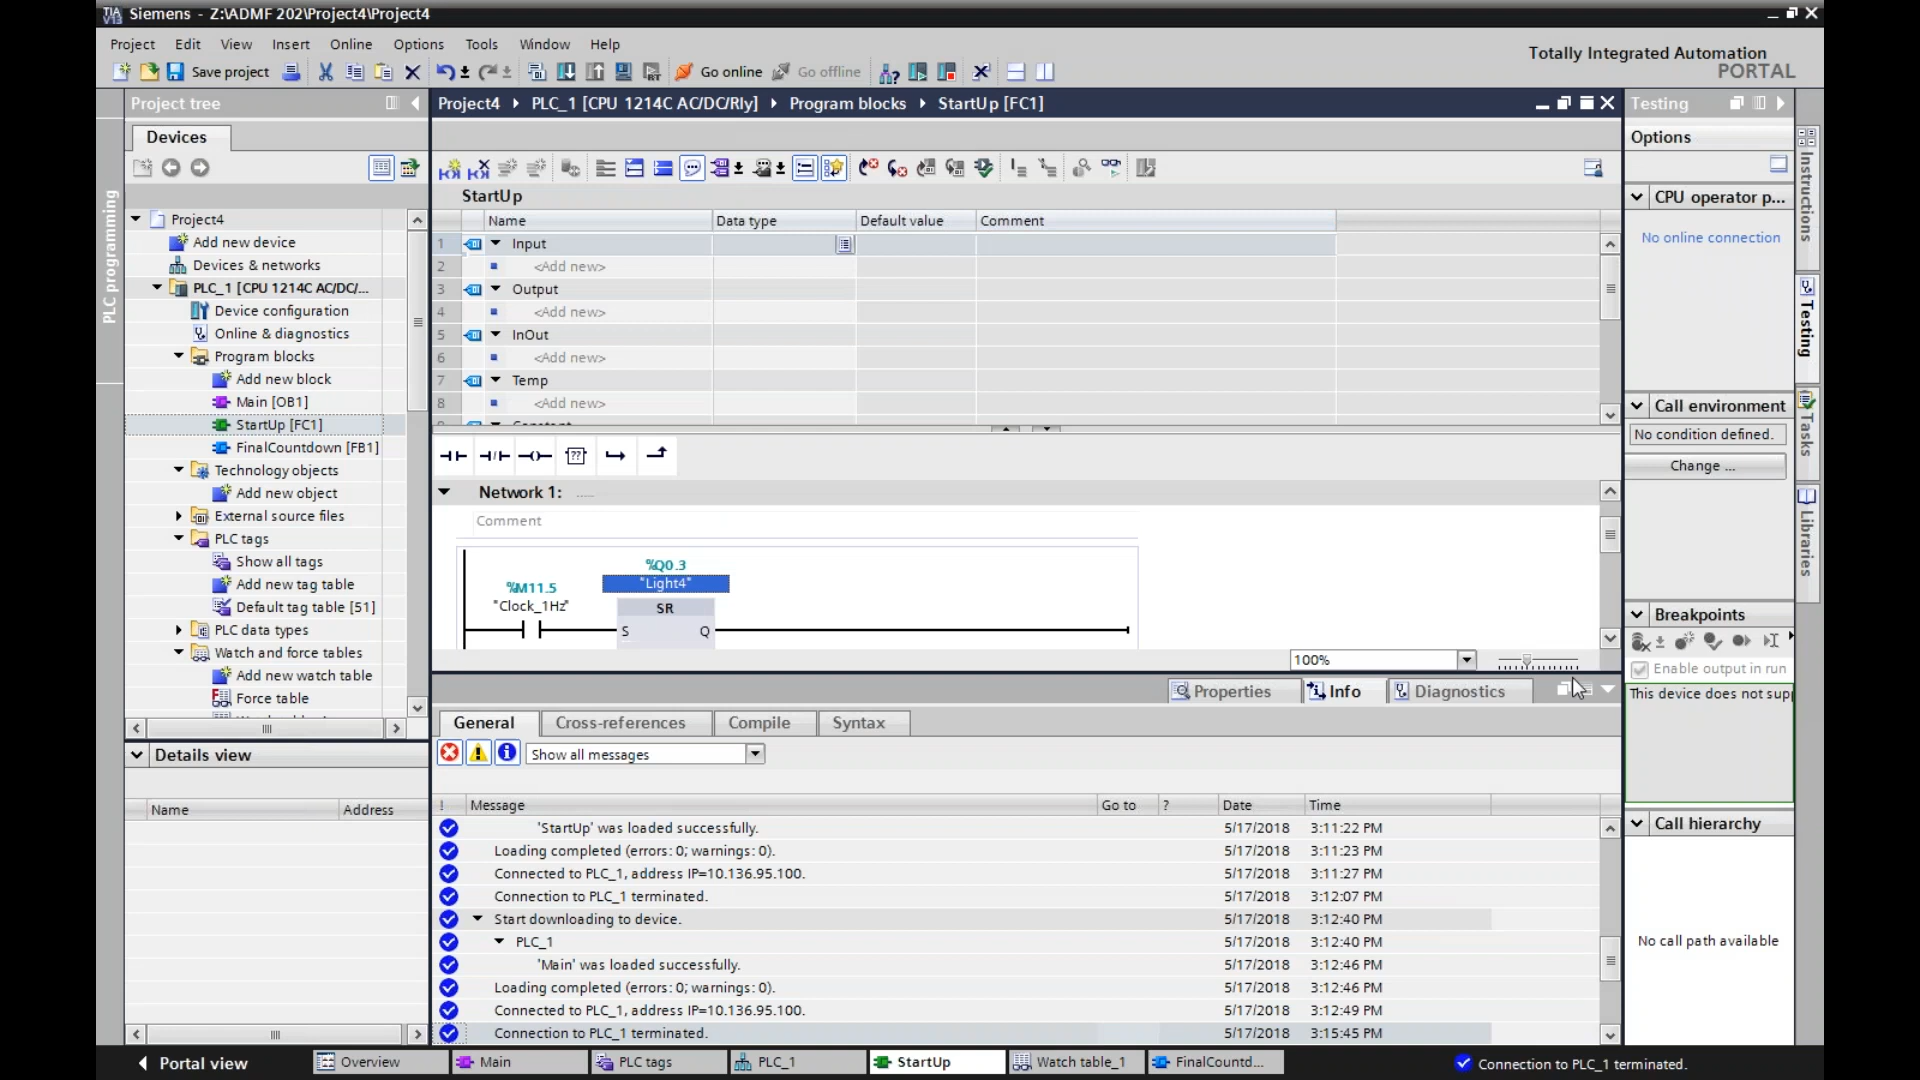 TIA V13 Siemens - Z:\ADMF 202\Project4\Project4
Project Edit View Insert Online Options Tools Window Help
Totally Integrated Automation
PORTAL
Save project Go online Go offline
Project tree
Project4 PLC_1 [CPU 1214C AC/DC/Rly] Program blocks StartUp [FC1]
Testing
Devices
Options
PLC programming
Project4
Add new device
Devices & networks
PLC_1 [CPU 1214C AC/DC/...
Device configuration
Online & diagnostics
Program blocks
Add new block
Main [OB1]
StartUp [FC1]
FinalCountdown [FB1]
Technology objects
Add new object
External source files
PLC tags
Show all tags
Add new tag table
Default tag table [51]
PLC data types
Watch and force tables
Add new watch table
Force table
Details view
Name Address
StartUp
Name Data type Default value Comment
1 Input
2 <Add new>
3 Output
4 <Add new>
5 InOut
6 <Add new>
7 Temp
8 <Add new>
Network 1: .....
Comment
%Q0.3
"Light4"
%M11.5
"Clock_1Hz"
SR
S Q
100%
Properties Info Diagnostics
General Cross-references Compile Syntax
Show all messages
! Message Go to ? Date Time
'StartUp' was loaded successfully. 5/17/2018 3:11:22 PM
Loading completed (errors: 0; warnings: 0). 5/17/2018 3:11:23 PM
Connected to PLC_1, address IP=10.136.95.100. 5/17/2018 3:11:27 PM
Connection to PLC_1 terminated. 5/17/2018 3:12:07 PM
Start downloading to device. 5/17/2018 3:12:40 PM
PLC_1 5/17/2018 3:12:40 PM
'Main' was loaded successfully. 5/17/2018 3:12:46 PM
Loading completed (errors: 0; warnings: 0). 5/17/2018 3:12:46 PM
Connected to PLC_1, address IP=10.136.95.100. 5/17/2018 3:12:49 PM
Connection to PLC_1 terminated. 5/17/2018 3:15:45 PM
CPU operator p...
No online connection
Call environment
No condition defined.
Change ...
Breakpoints
Enable output in run
This device does not supp
Call hierarchy
No call path available
Instructions
Testing
Tasks
Libraries
Portal view Overview Main PLC tags PLC_1 StartUp Watch table_1 FinalCountd... Connection to PLC_1 terminated.